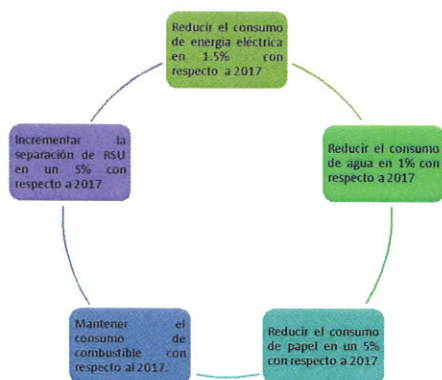 Reducir el consumo
de energía eléctrica
en 1.5% con
respecto a 2017
Reducir el consumo
de agua en 1% con
respecto a 2017
Reducir el consumo
de papel en un 5%
con respecto a 2017
Mantener el
consumo de
combustible con
respecto al 2017.
Incrementar la
separación de RSU
en un 5% con
respecto a 2017